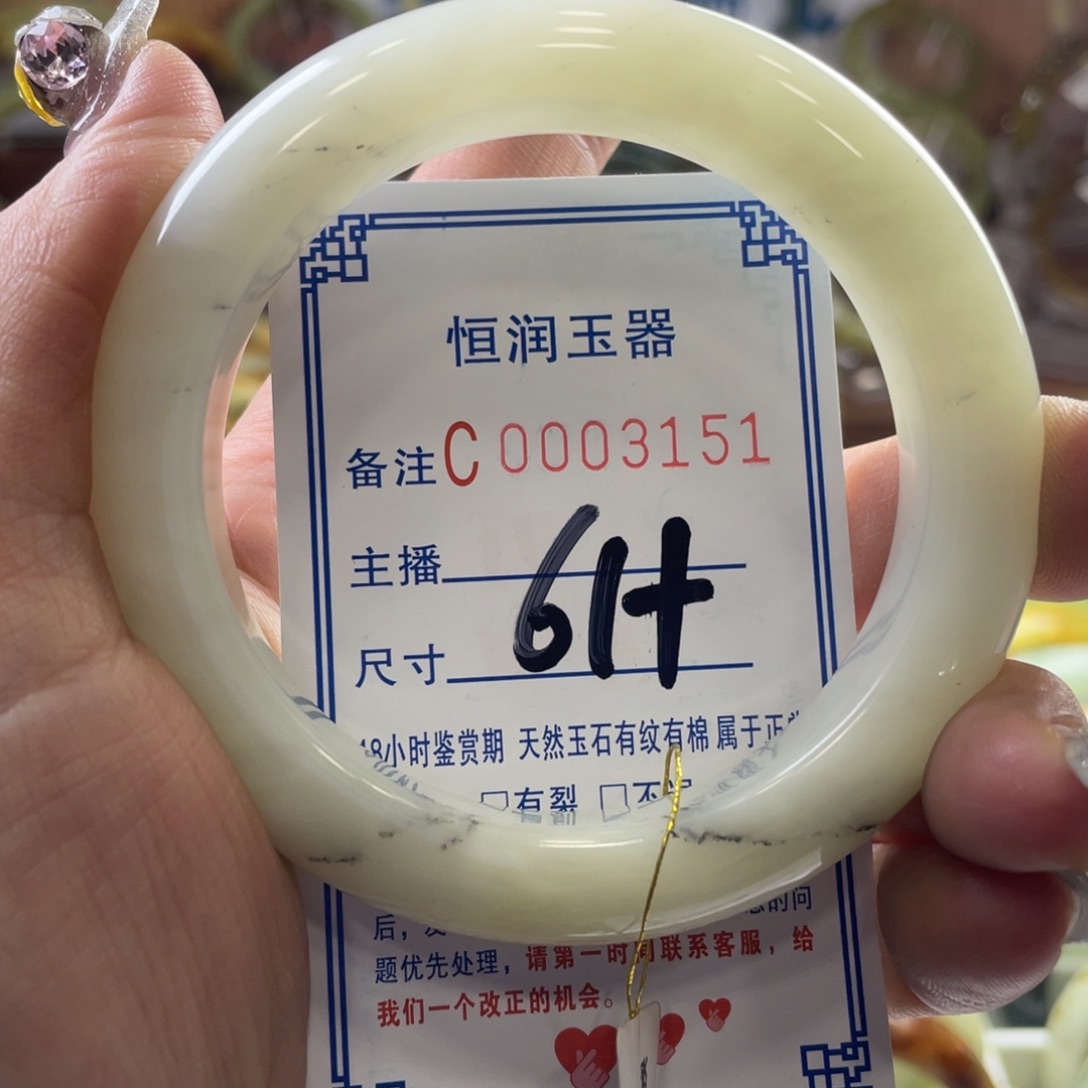 恒润玉器
备注C0003151
主播
61+
尺寸
48小时鉴赏期 天然玉石有纹有棉 属于正
□有裂 □不
的问
后，
题优先处理，请第一时间联系客服，给
我们一个改正的机会。